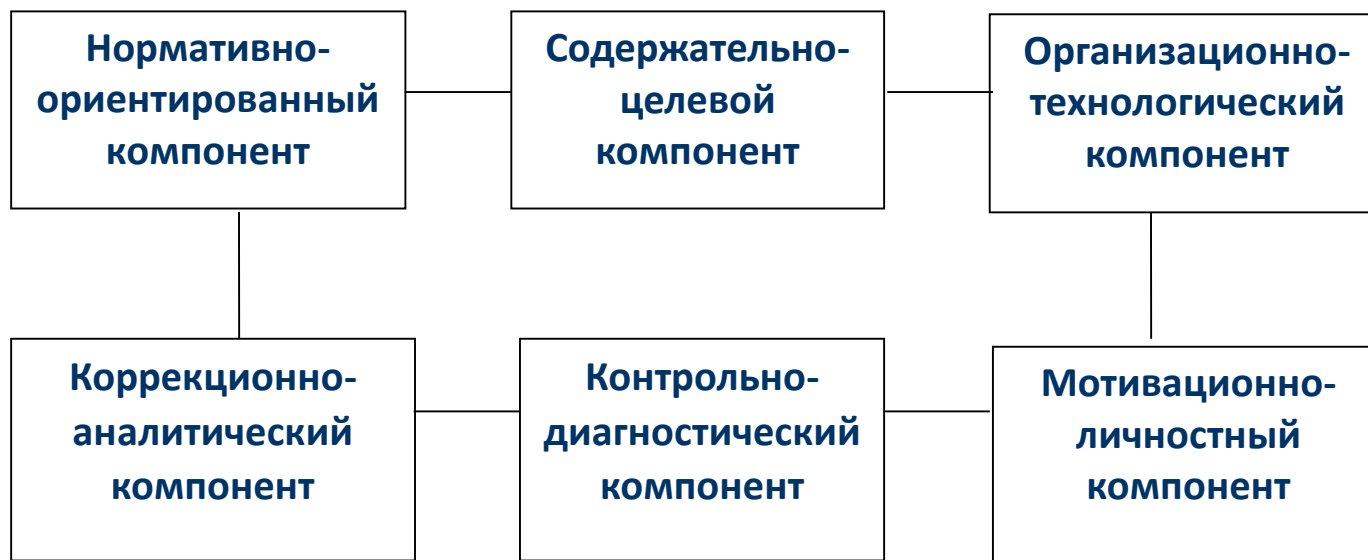 Нормативно-
ориентированный
компонент
Содержательно-
целевой
компонент
Организационно-
технологический
компонент
Коррекционно-
аналитический
компонент
Контрольно-
диагностический
компонент
Мотивационно-
личностный
компонент